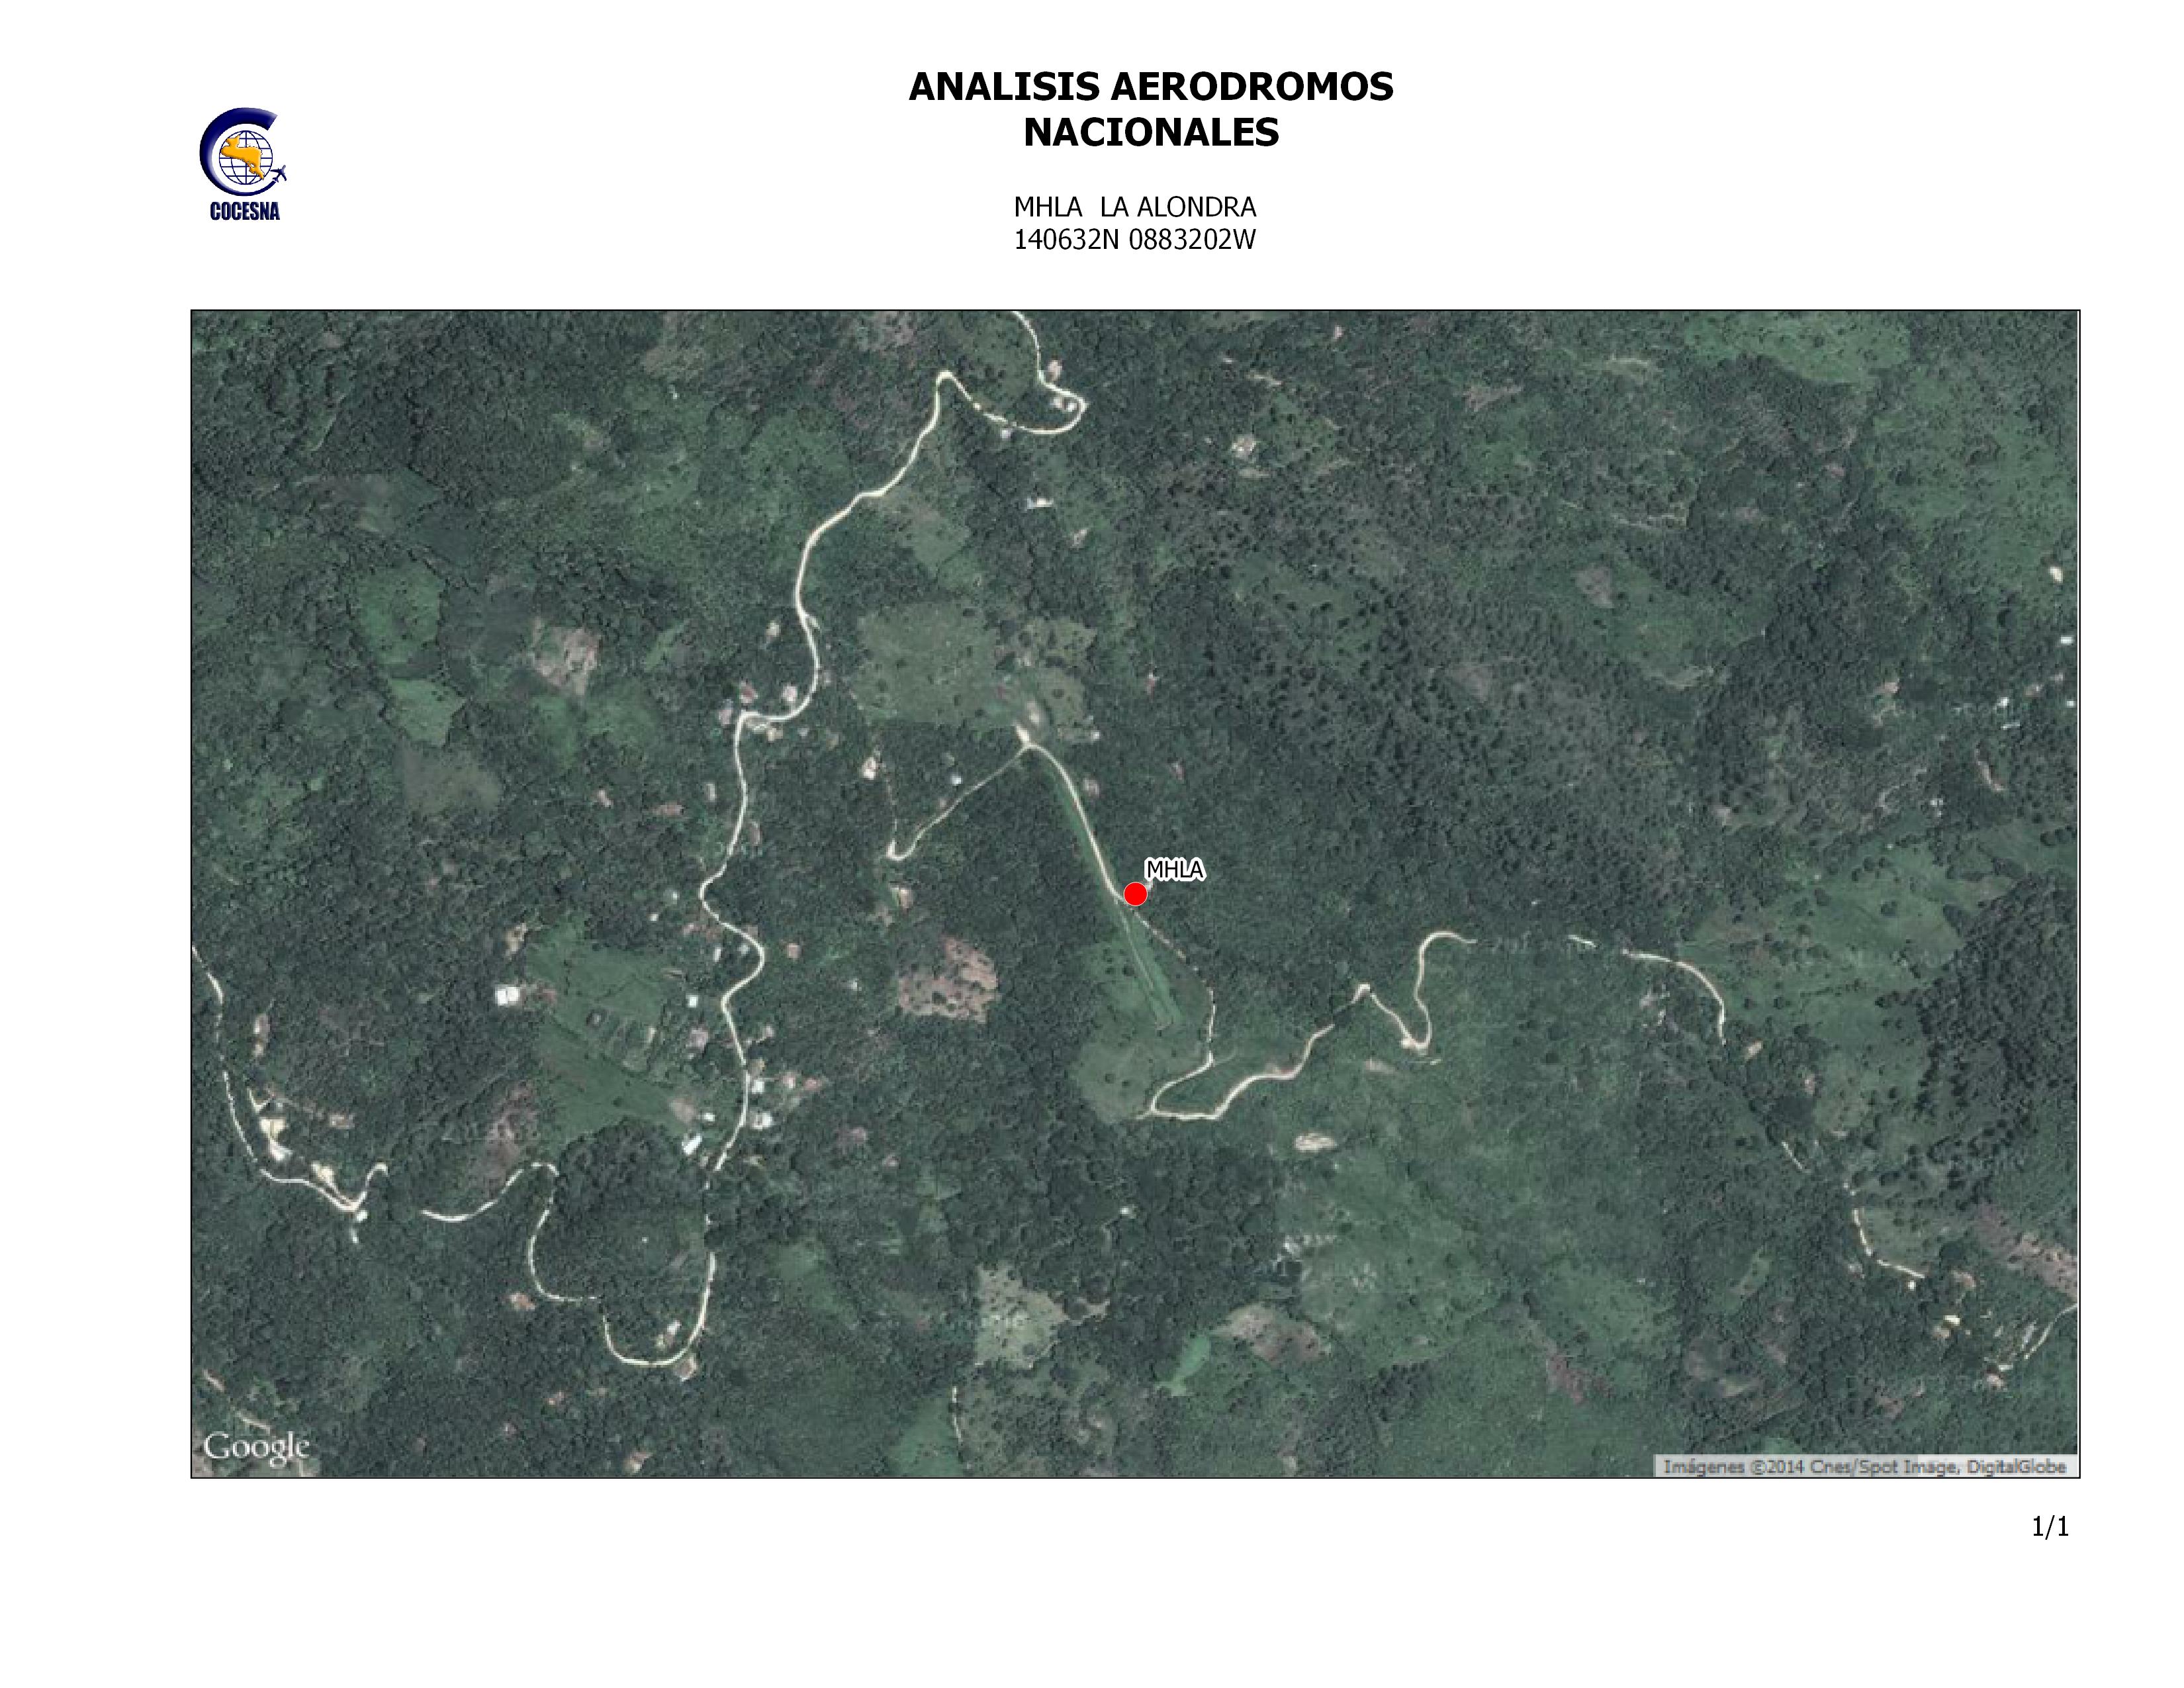 ANALISIS AERODROMOS
NACIONALES
COCESNA
MHLA  LA ALONDRA
140632N 0883202W
MHLA
Google
Imágenes ©2014 Cnes/Spot Image, DigitalGlobe
1/1